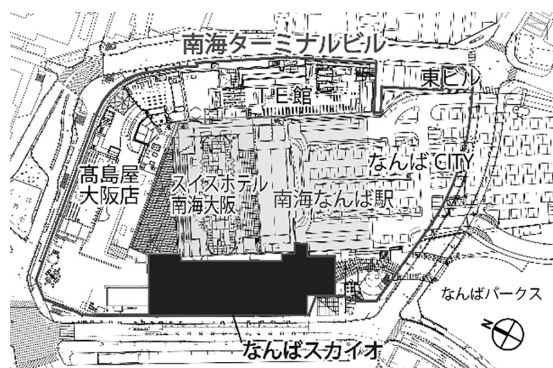 南海ターミナルビル
東ビル
TE館
なんばCITY
髙島屋
大阪店
スイスホテル
南海大阪
南海なんば駅
なんばパークス
N
なんばスカイオ